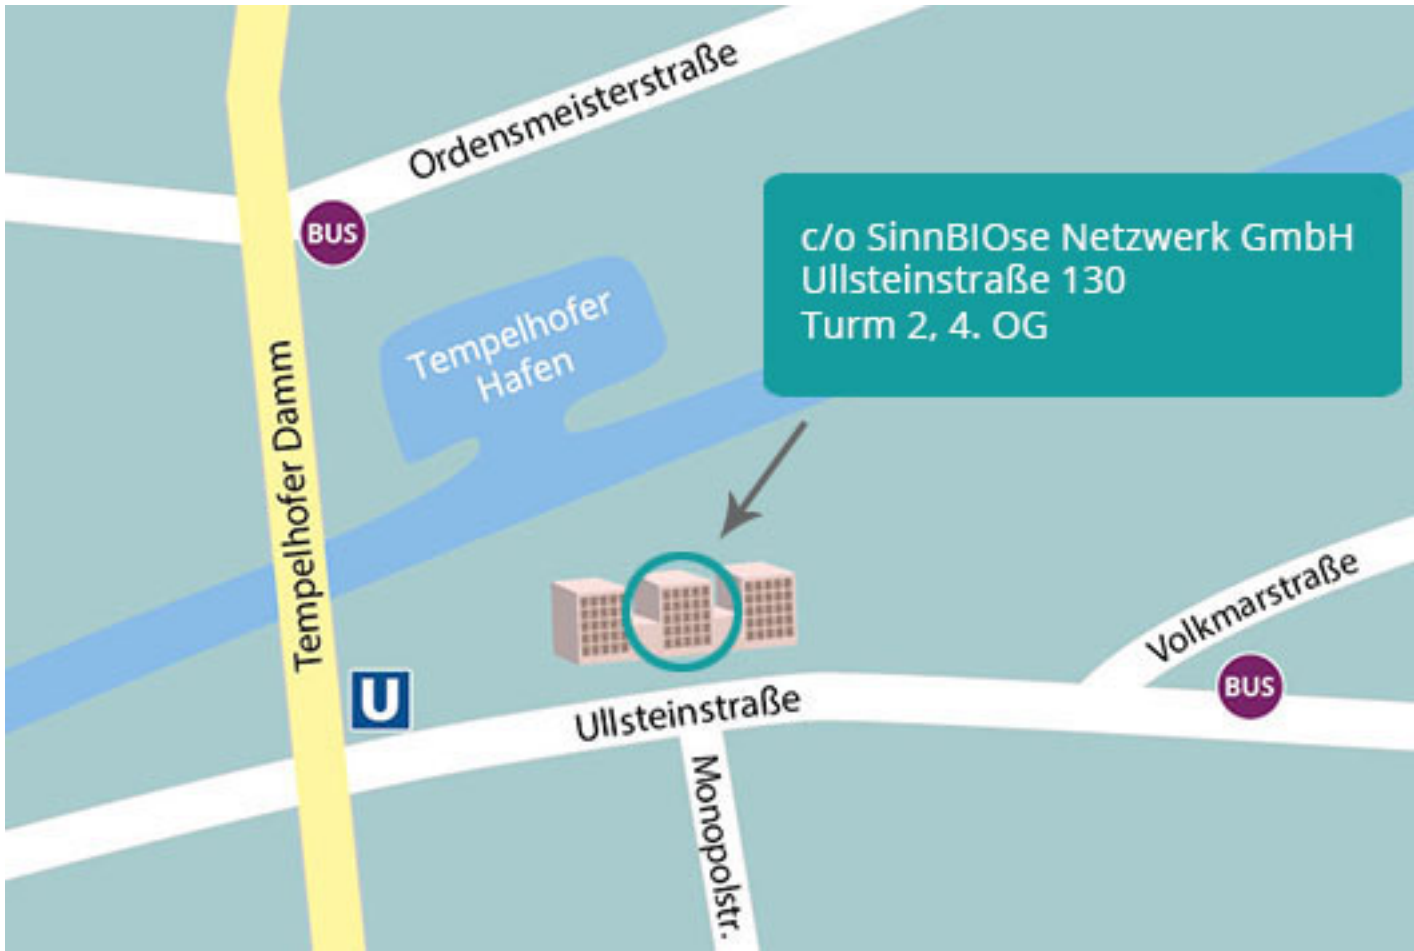 Ordensmeisterstraße
BUS
c/o SinnBIOse Netzwerk GmbH
Ullsteinstraße 130
Turm 2, 4. OG
Tempelhofer
Hafen
Tempelhofer Damm
Volkmarstraße
BUS
U
Ullsteinstraße
Monopolstr.